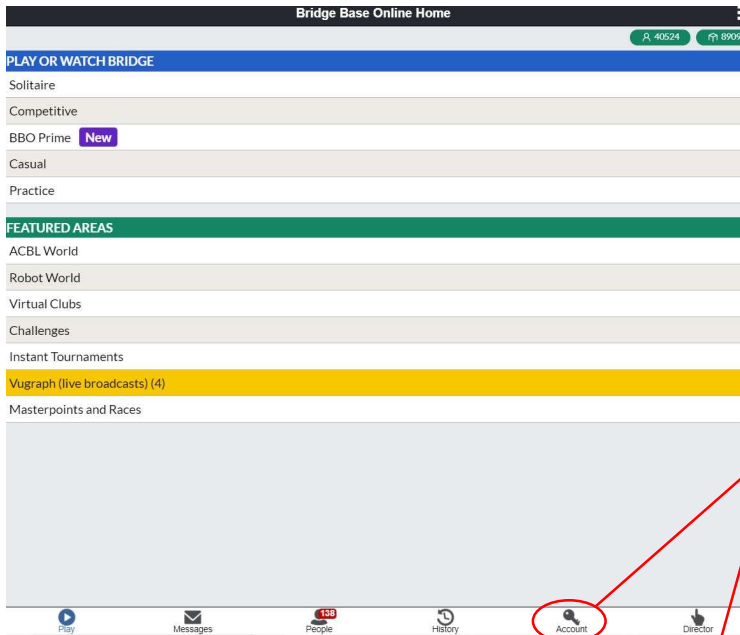 Bridge Base Online Home
40524 8909
PLAY OR WATCH BRIDGE
Solitaire
Competitive
BBO Prime New
Casual
Practice
FEATURED AREAS
ACBL World
Robot World
Virtual Clubs
Challenges
Instant Tournaments
Vugraph (live broadcasts) (4)
Masterpoints and Races
138
Play Messages People History Account Director